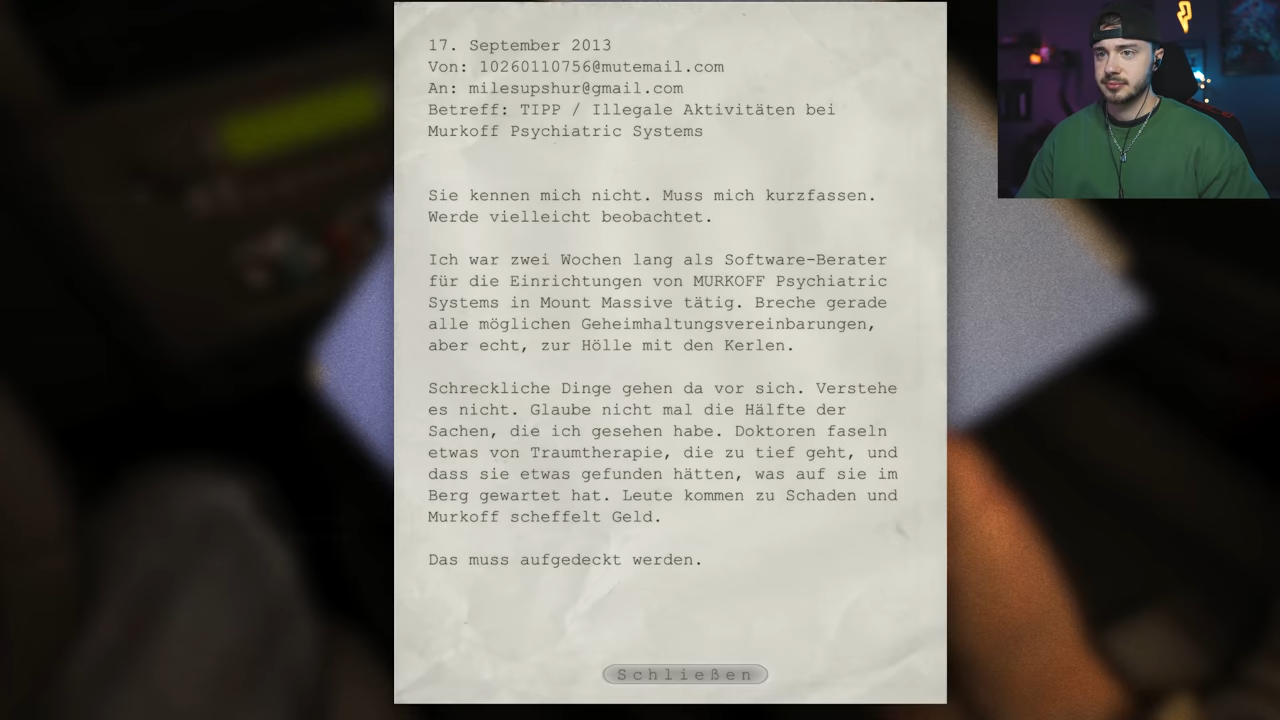 17. September 2013
Von: 10260110756@mutemail.com
An: milesupshur@gmail.com
Betreff: TIPP / Illegale Aktivitäten bei
Murkoff Psychiatric Systems
Sie kennen mich nicht. Muss mich kurzfassen.
Werde vielleicht beobachtet.
Ich war zwei Wochen lang als Software-Berater
für die Einrichtungen von MURKOFF Psychiatric
Systems in Mount Massive tätig. Breche gerade
alle möglichen Geheimhaltungsvereinbarungen,
aber echt, zur Hölle mit den Kerlen.
Schreckliche Dinge gehen da vor sich. Verstehe
es nicht. Glaube nicht mal die Hälfte der
Sachen, die ich gesehen habe. Doktoren faseln
etwas von Traumtherapie, die zu tief geht, und
dass sie etwas gefunden hätten, was auf sie im
Berg gewartet hat. Leute kommen zu Schaden und
Murkoff scheffelt Geld.
Das muss aufgedeckt werden.
Schließen